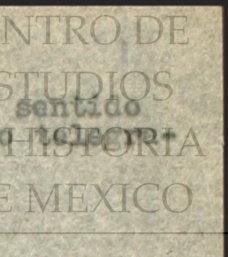 NTRO DE
STUDIOS
sentido
HISTORIA
E MEXICO